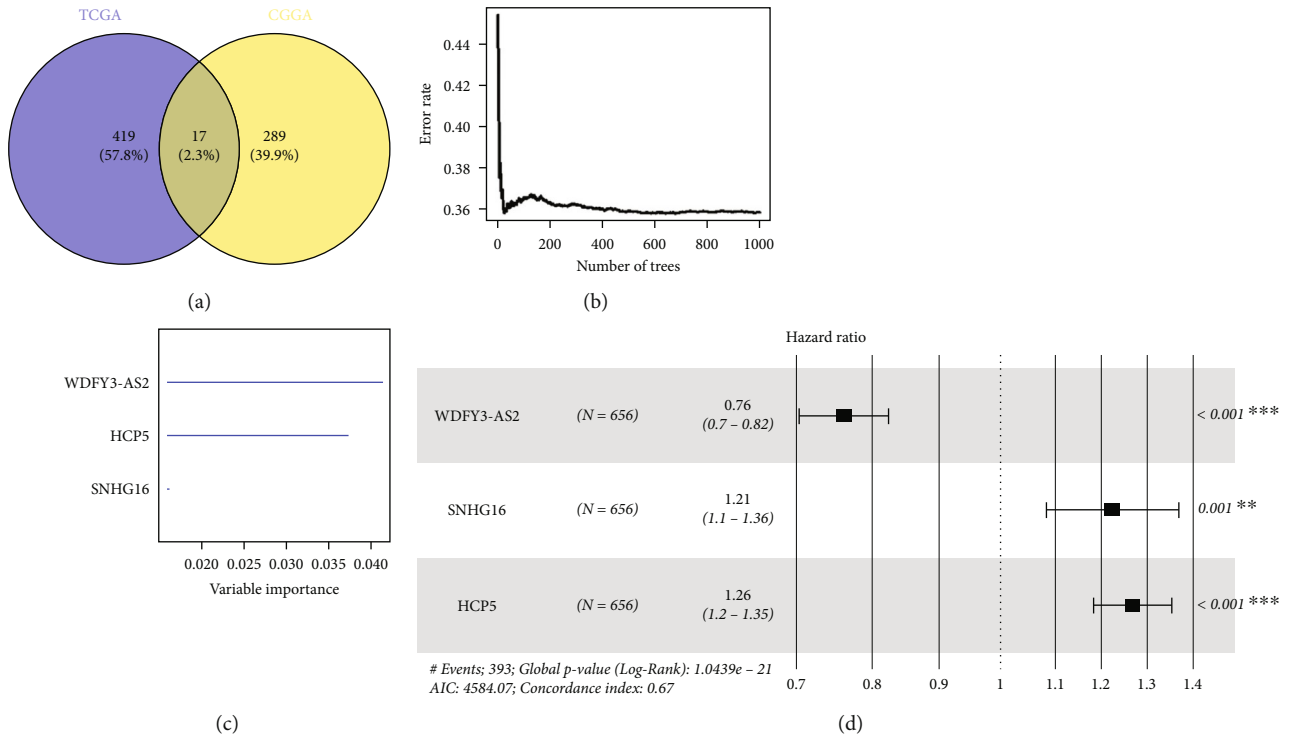 TCGA
CGGA
419
(57.8%)
17
(2.3%)
289
(39.9%)
(a)
Error rate
0.44
0.42
0.40
0.38
0.36
0 200 400 600 800 1000
Number of trees
(b)
WDFY3-AS2
HCP5
SNHG16
0.020 0.025 0.030 0.035 0.040
Variable importance
(c)
Hazard ratio
WDFY3-AS2 (N = 656) 0.76 < 0.001 ***
(0.7 – 0.82)
SNHG16 (N = 656) 1.21 0.001 **
(1.1 – 1.36)
HCP5 (N = 656) 1.26 < 0.001 ***
(1.2 – 1.35)
# Events; 393; Global p-value (Log-Rank): 1.0439e – 21
AIC: 4584.07; Concordance index: 0.67
0.7 0.8 0.9 1 1.1 1.2 1.3 1.4
(d)